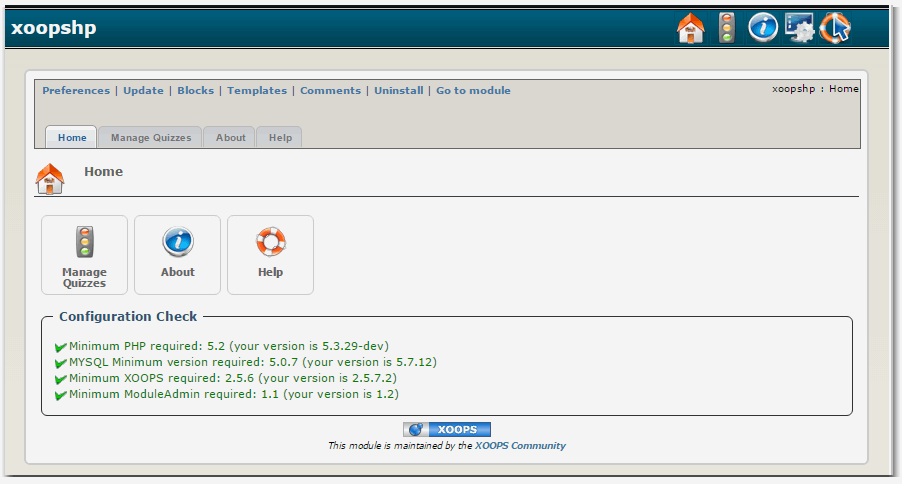 xoopshp
Preferences | Update | Blocks | Templates | Comments | Uninstall | Go to module
xoopshp : Home
Home
Manage Quizzes
About
Help
Home
Manage
Quizzes
About
Help
Configuration Check
Minimum PHP required: 5.2 (your version is 5.3.29-dev)
MYSQL Minimum version required: 5.0.7 (your version is 5.7.12)
Minimum XOOPS required: 2.5.6 (your version is 2.5.7.2)
Minimum ModuleAdmin required: 1.1 (your version is 1.2)
XOOPS
This module is maintained by the XOOPS Community